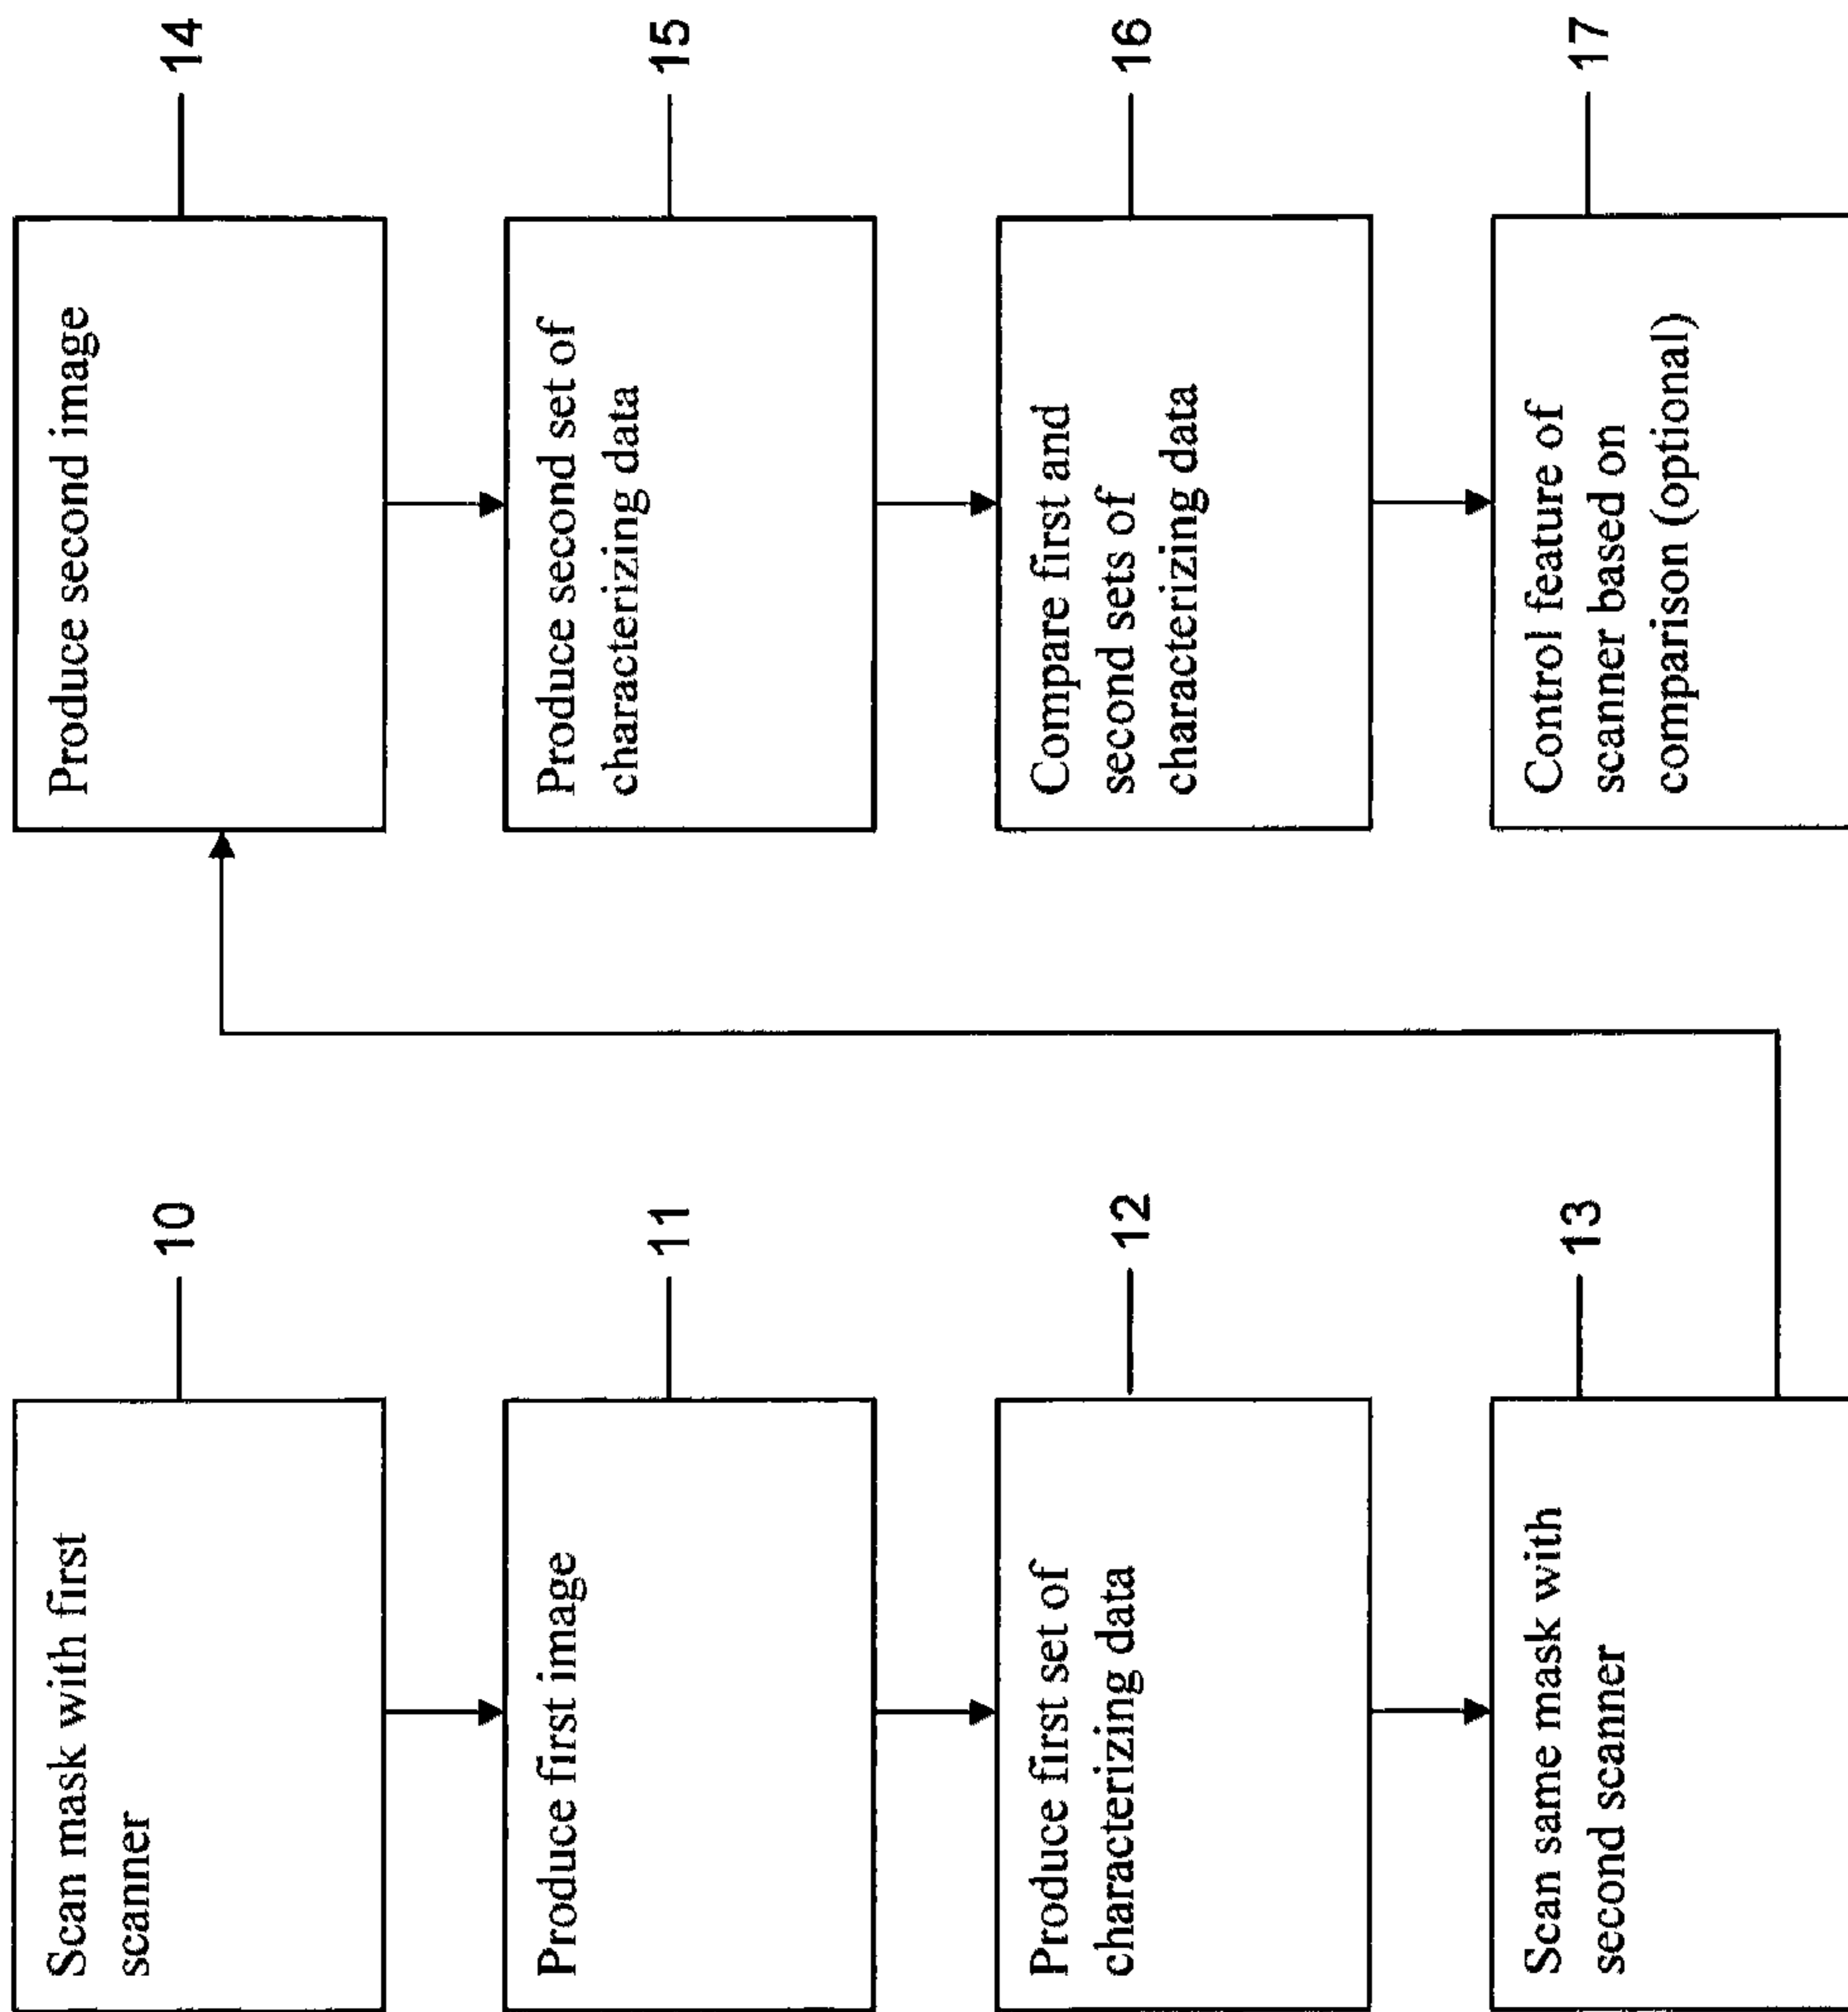 Scan mask with first
scanner
10
Produce first image
11
Produce first set of
characterizing data
12
Scan same mask with
second scanner
13
Produce second image
14
Produce second set of
characterizing data
15
Compare first and
second sets of
characterizing data
16
Control feature of
scanner based on
comparison (optional)
17